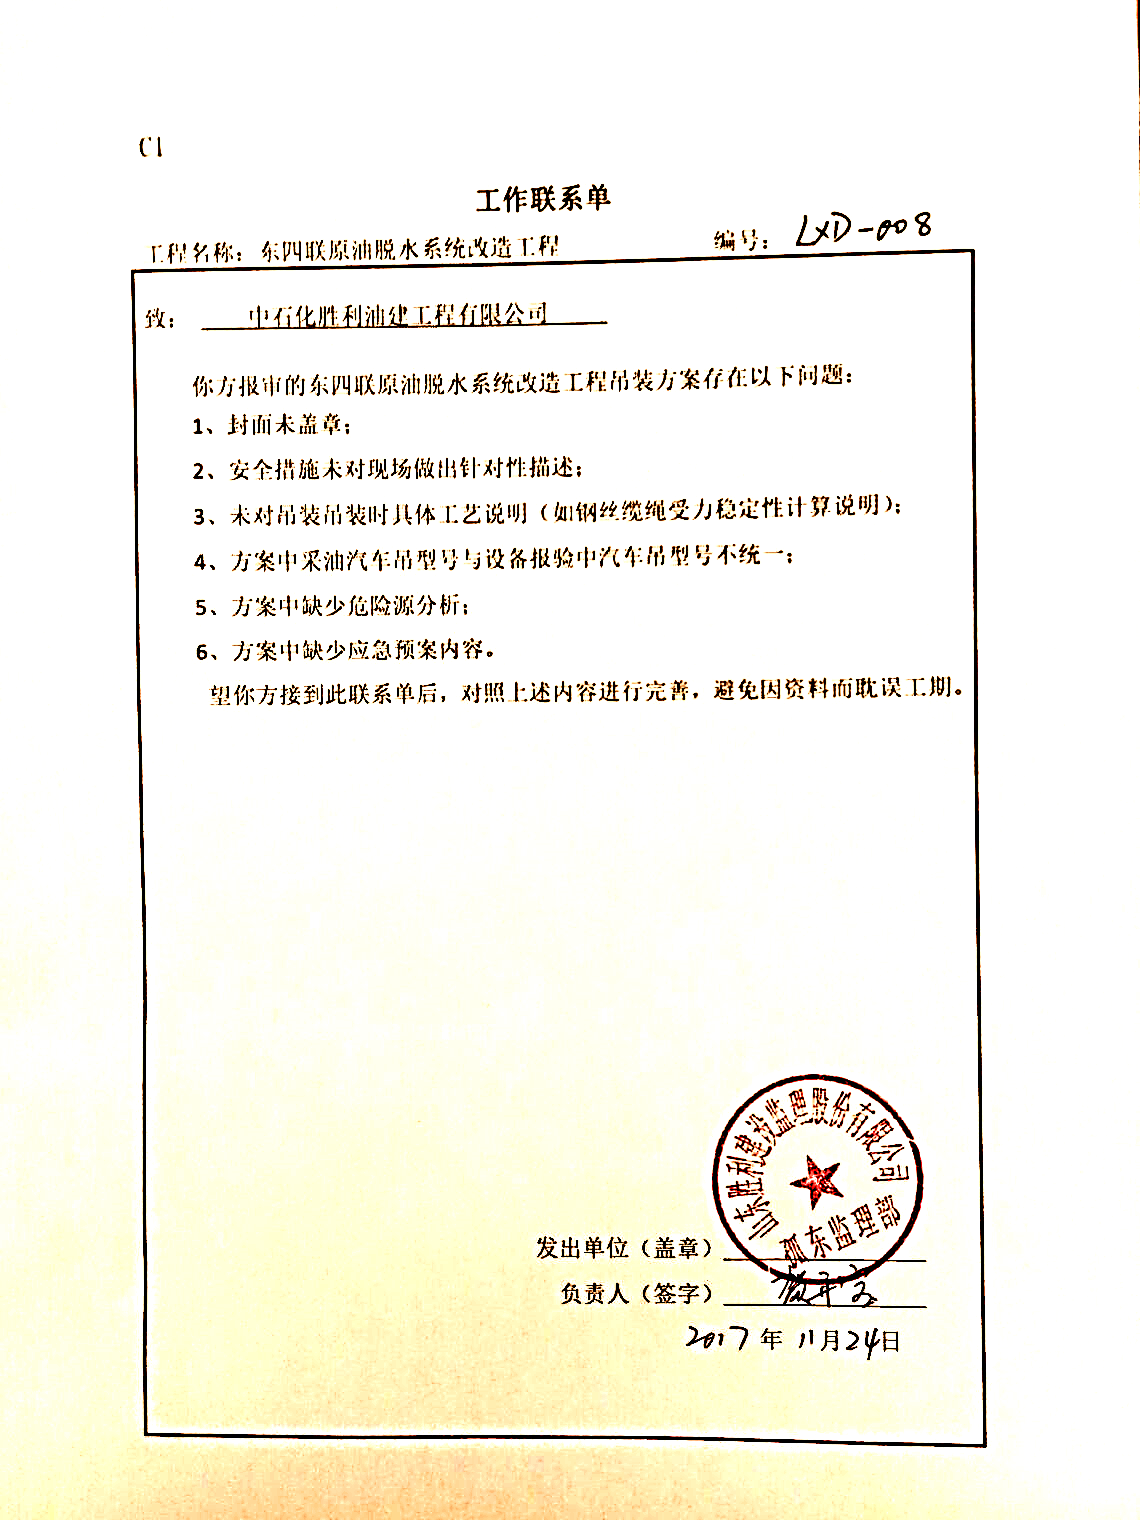 C1
工作联系单
工程名称：东四联原油脱水系统改造工程 编号：LXD-008
致：中石化胜利油建工程有限公司
你方报审的东四联原油脱水系统改造工程吊装方案存在以下问题：
1、封面未盖章；
2、安全措施未对现场做出针对性描述；
3、未对吊装吊装时具体工艺说明（如钢丝缆绳受力稳定性计算说明）；
4、方案中采油汽车吊型号与设备报验中汽车吊型号不统一；
5、方案中缺少危险源分析；
6、方案中缺少应急预案内容。
望你方接到此联系单后，对照上述内容进行完善，避免因资料而耽误工期。
山东胜利建设监理股份有限公司
孤东监理部
发出单位（盖章）
负责人（签字）
2017年11月24日